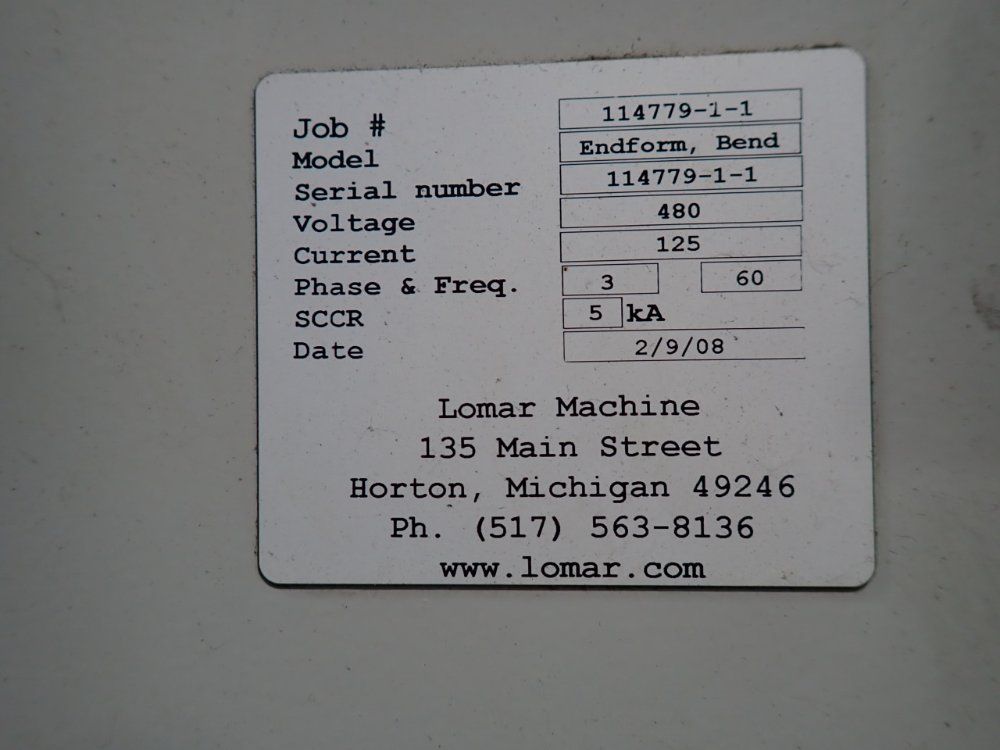 Job # 114779-1-1
Model Endform, Bend
Serial number 114779-1-1
Voltage 480
Current 125
Phase & Freq. 3 60
SCCR 5 kA
Date 2/9/08
Lomar Machine
135 Main Street
Horton, Michigan 49246
Ph. (517) 563-8136
www.lomar.com